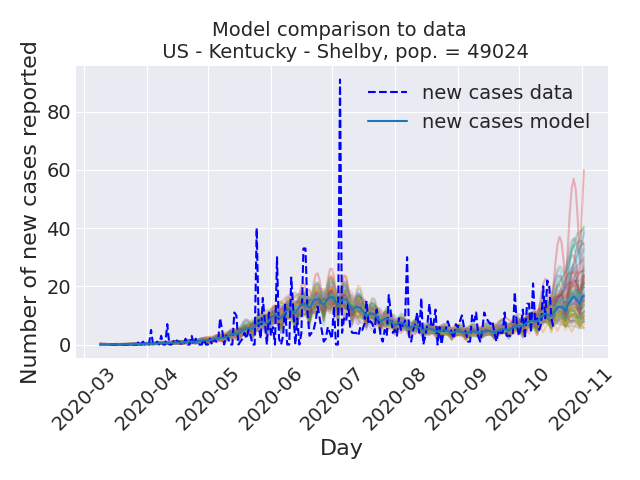 Model comparison to data
US - Kentucky - Shelby, pop. = 49024
new cases data
new cases model
Number of new cases reported
80
60
40
20
0
2020-03
2020-04
2020-05
2020-06
2020-07
2020-08
2020-09
2020-10
2020-11
Day